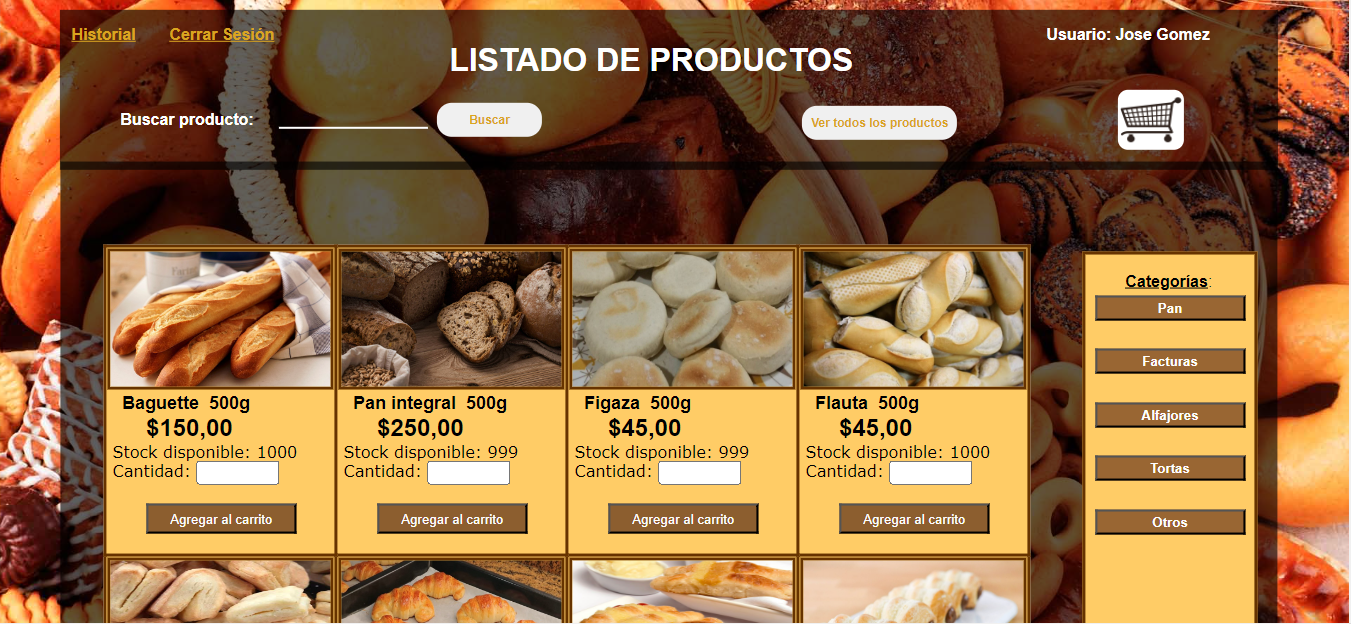 Historial Cerrar Sesión Usuario: Jose Gomez
LISTADO DE PRODUCTOS
Buscar producto: Buscar Ver todos los productos
Baguette 500g
$150,00
Stock disponible: 1000
Cantidad:
Agregar al carrito
Pan integral 500g
$250,00
Stock disponible: 999
Cantidad:
Agregar al carrito
Figaza 500g
$45,00
Stock disponible: 999
Cantidad:
Agregar al carrito
Flauta 500g
$45,00
Stock disponible: 1000
Cantidad:
Agregar al carrito
Categorías:
Pan
Facturas
Alfajores
Tortas
Otros